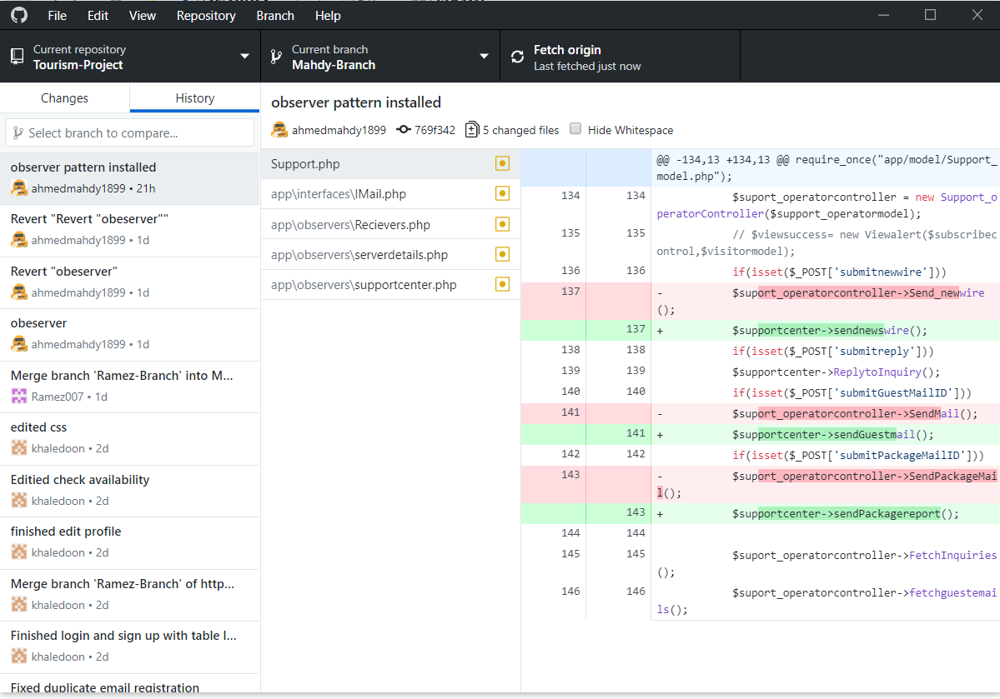 File Edit View Repository Branch Help
Current repository
Tourism-Project
Current branch
Mahdy-Branch
Fetch origin
Last fetched just now
Changes
History
Select branch to compare...
observer pattern installed
ahmedmahdy1899 • 21h
Revert "Revert "obeserver""
ahmedmahdy1899 • 1d
Revert "obeserver"
ahmedmahdy1899 • 1d
obeserver
ahmedmahdy1899 • 1d
Merge branch 'Ramez-Branch' into M...
Ramez007 • 1d
edited css
khaledoon • 2d
Editied check availability
khaledoon • 2d
finished edit profile
khaledoon • 2d
Merge branch 'Ramez-Branch' of http...
khaledoon • 2d
Finished login and sign up with table l...
khaledoon • 2d
Fixed duplicate email registration
observer pattern installed
ahmedmahdy1899 769f342 5 changed files Hide Whitespace
Support.php
app\interfaces\IMail.php
app\observers\Recievers.php
app\observers\serverdetails.php
app\observers\supportcenter.php
@@ -134,13 +134,13 @@ require_once("app/model/Support_
model.php");
134 134 $suport_operatorcontroller = new Support_o
peratorController($support_operatormodel);
135 135 // $viewsuccess= new Viewalert($subscribec
ontrol,$visitormodel);
136 136 if(isset($_POST['submitnewwire']))
137 - $suport_operatorcontroller->Send_newwire
();
137 + $supportcenter->sendnewswire();
138 138 if(isset($_POST['submitreply']))
139 139 $supportcenter->ReplytoInquiry();
140 140 if(isset($_POST['submitGuestMailID']))
141 - $suport_operatorcontroller->SendMail();
141 + $supportcenter->sendGuestmail();
142 142 if(isset($_POST['submitPackageMailID']))
143 - $suport_operatorcontroller->SendPackageMai
l();
143 + $supportcenter->sendPackagereport();
144 144
145 145 $suport_operatorcontroller->FetchInquiries
();
146 146 $suport_operatorcontroller->fetchguestemai
ls();